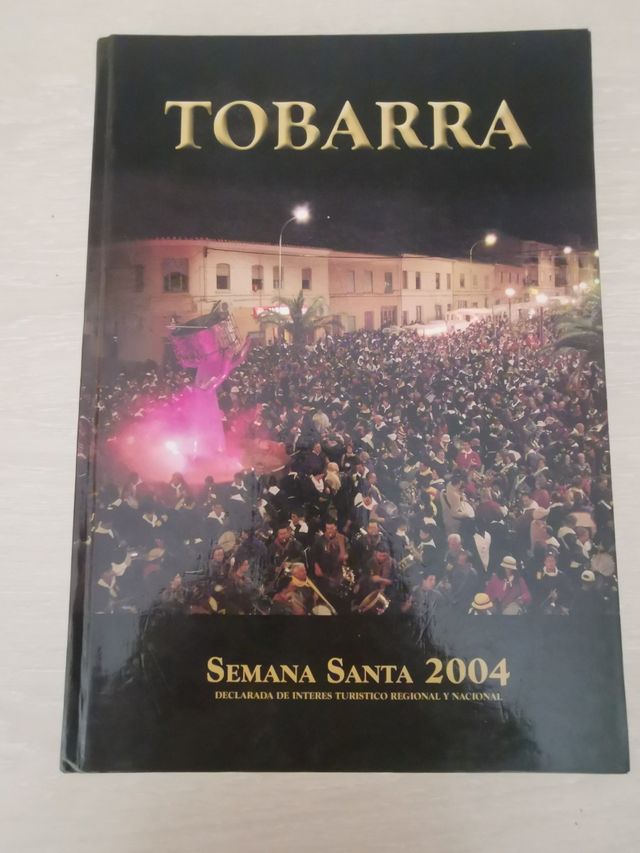 TOBARRA
SEMANA SANTA 2004
DECLARADA DE INTERES TURISTICO REGIONAL Y NACIONAL